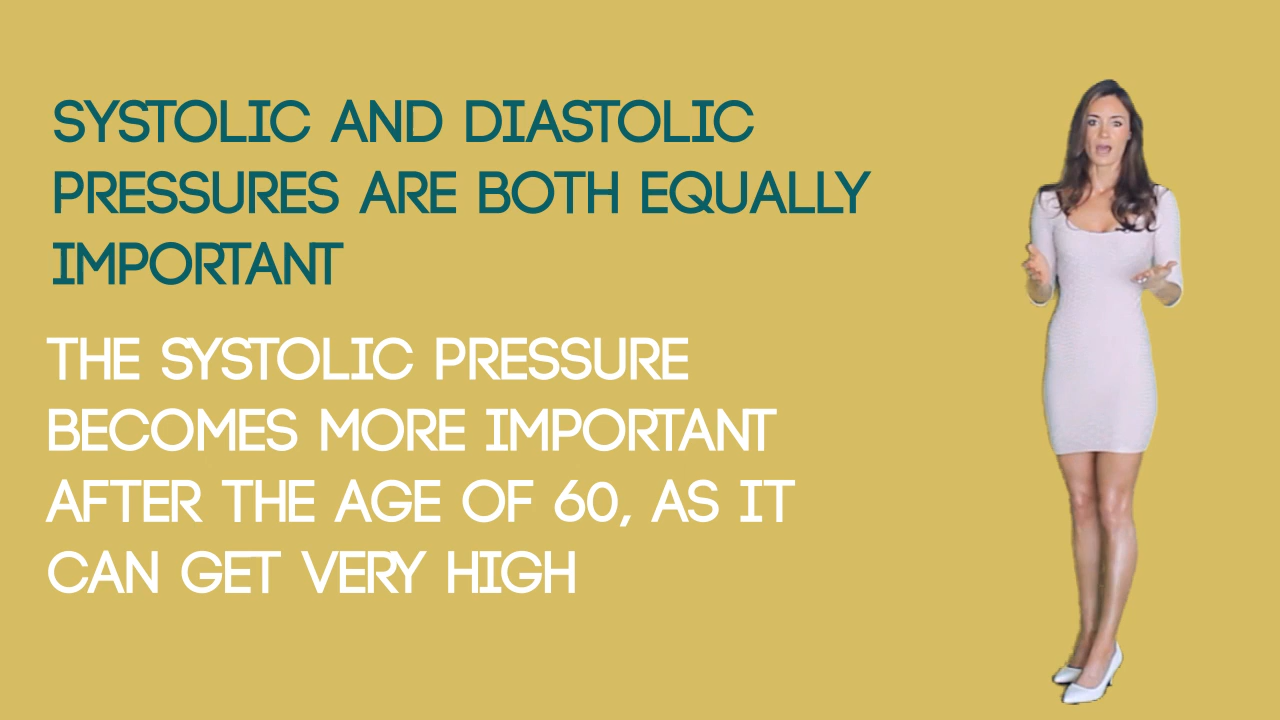 SYSTOLIC AND DIASTOLIC
PRESSURES ARE BOTH EQUALLY
IMPORTANT
THE SYSTOLIC PRESSURE
BECOMES MORE IMPORTANT
AFTER THE AGE OF 60, AS IT
CAN GET VERY HIGH